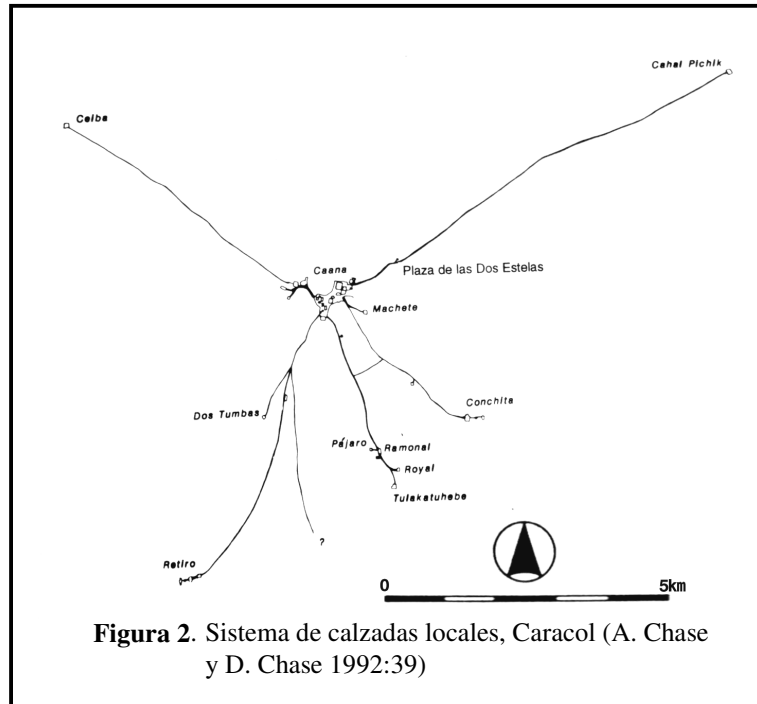 Cahal Pichik
Ceiba
Caana
Plaza de las Dos Estelas
Machete
Dos Tumbas
Conchita
Pájaro
Ramonal
Royal
Tulakatuhebe
?
Retiro
0
5km
Figura 2. Sistema de calzadas locales, Caracol (A. Chase
y D. Chase 1992:39)